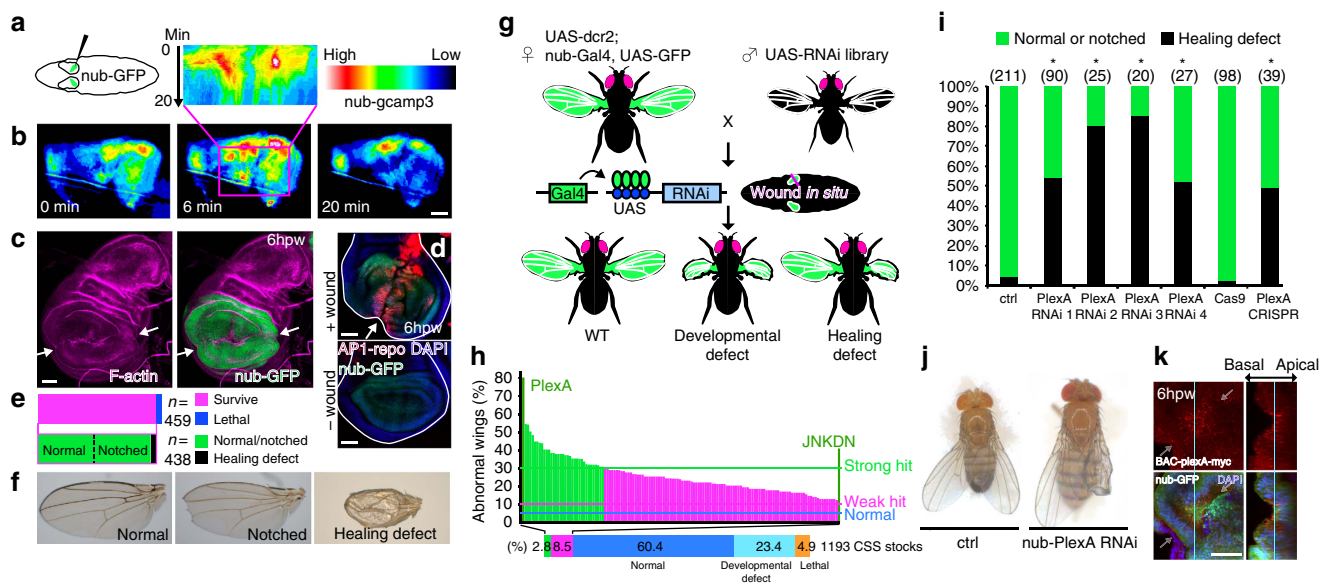 a
Min
0
20
nub-GFP
High
Low
nub-gcamp3
b
0 min
6 min
20 min
c
6hpw
F-actin
nub-GFP
d
+ wound
6hpw
AP1-repo DAPI
nub-GFP
– wound
e
n=
459
Survive
Lethal
Normal
Notched
n=
438
Normal/notched
Healing defect
f
Normal
Notched
Healing defect
g
UAS-dcr2;
♀ nub-Gal4, UAS-GFP
♂ UAS-RNAi library
X
Gal4
UAS
RNAi
Wound in situ
WT
Developmental
defect
Healing
defect
h
Abnormal wings (%)
80
70
60
50
40
30
20
10
0
PlexA
JNKDN
Strong hit
Weak hit
Normal
(%) 2.8 8.5 60.4 23.4 4.9 1193 CSS stocks
Normal
Developmental
defect
Lethal
i
Normal or notched
Healing defect
* * * * *
(211) (90) (25) (20) (27) (98) (39)
100%
90%
80%
70%
60%
50%
40%
30%
20%
10%
0%
ctrl
PlexA
RNAi 1
PlexA
RNAi 2
PlexA
RNAi 3
PlexA
RNAi 4
Cas9
PlexA
CRISPR
j
ctrl
nub-PlexA RNAi
k
Basal
Apical
6hpw
BAC-plexA-myc
nub-GFP
DAPI